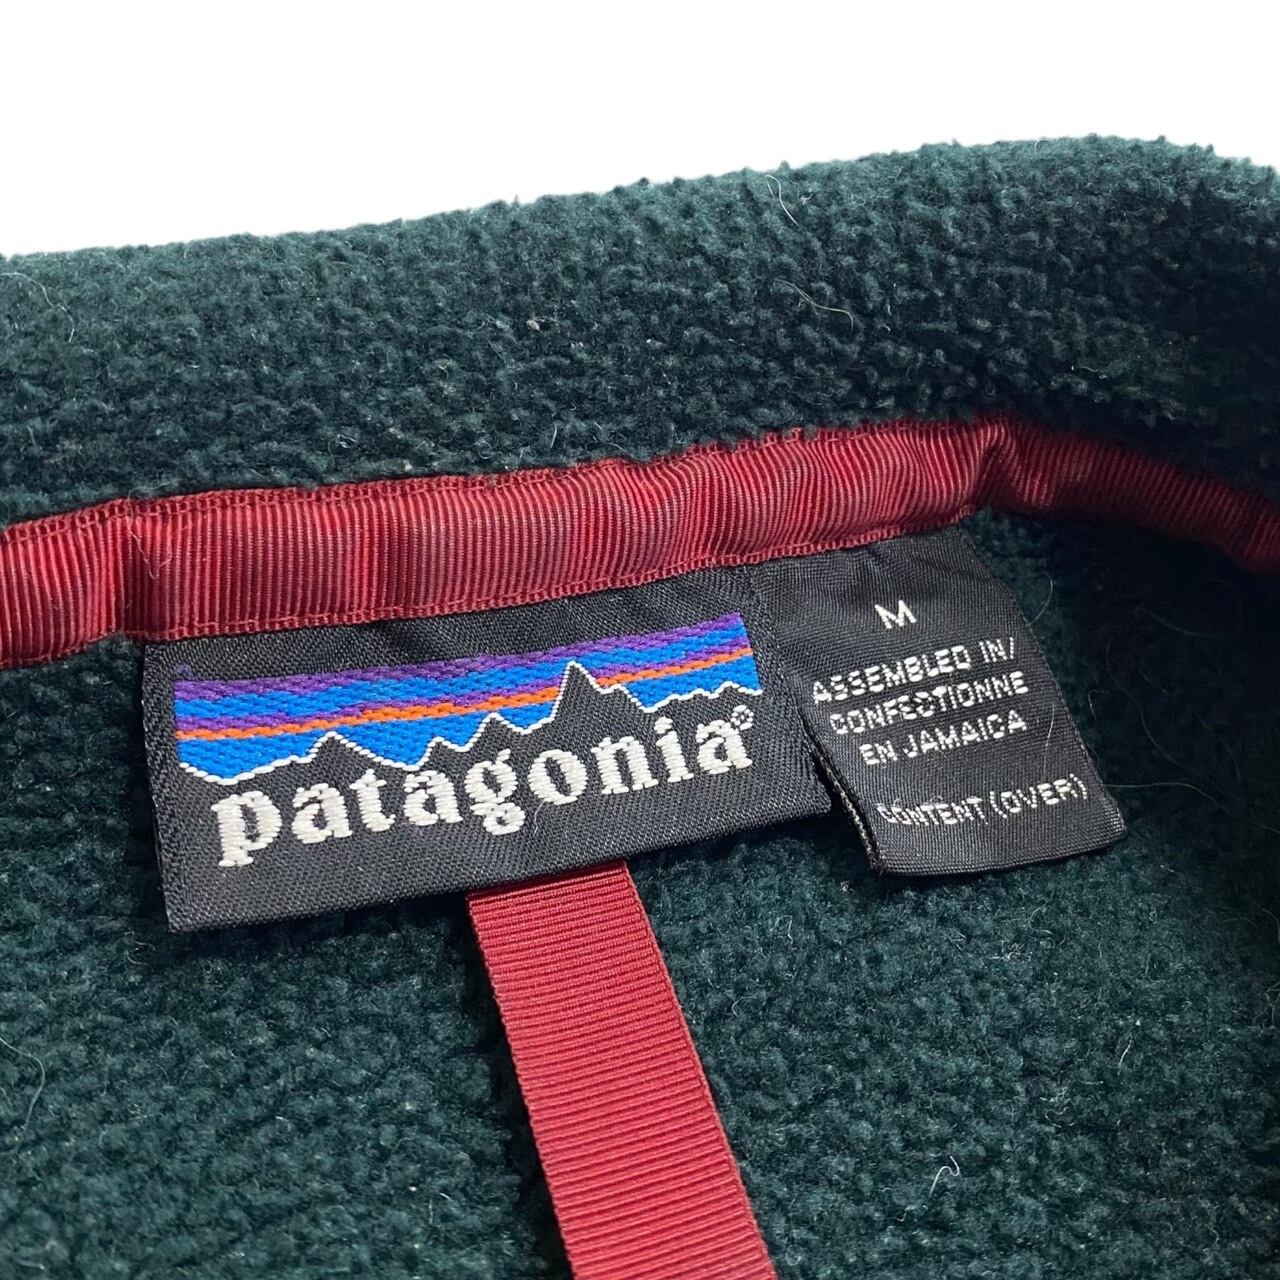 patagonia®
M
ASSEMBLED IN/
CONFECTIONNE
EN JAMAICA
CONTENT (OVER)